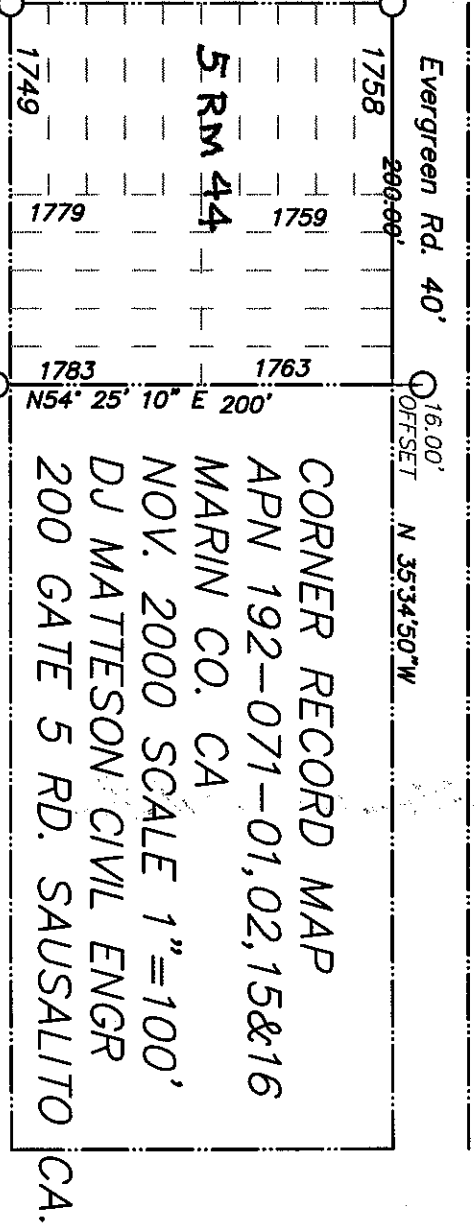 Evergreen Rd. 40'
16.00'
OFFSET
N 35°34'50"W
200.00'
1758
1759
1763
5 RM 44
1749
1779
1783
N54° 25' 10" E 200'
CORNER RECORD MAP
APN 192-071-01,02,15&16
MARIN CO. CA
NOV. 2000 SCALE 1"=100'
DJ MATTESON CIVIL ENGR
200 GATE 5 RD. SAUSALITO CA.